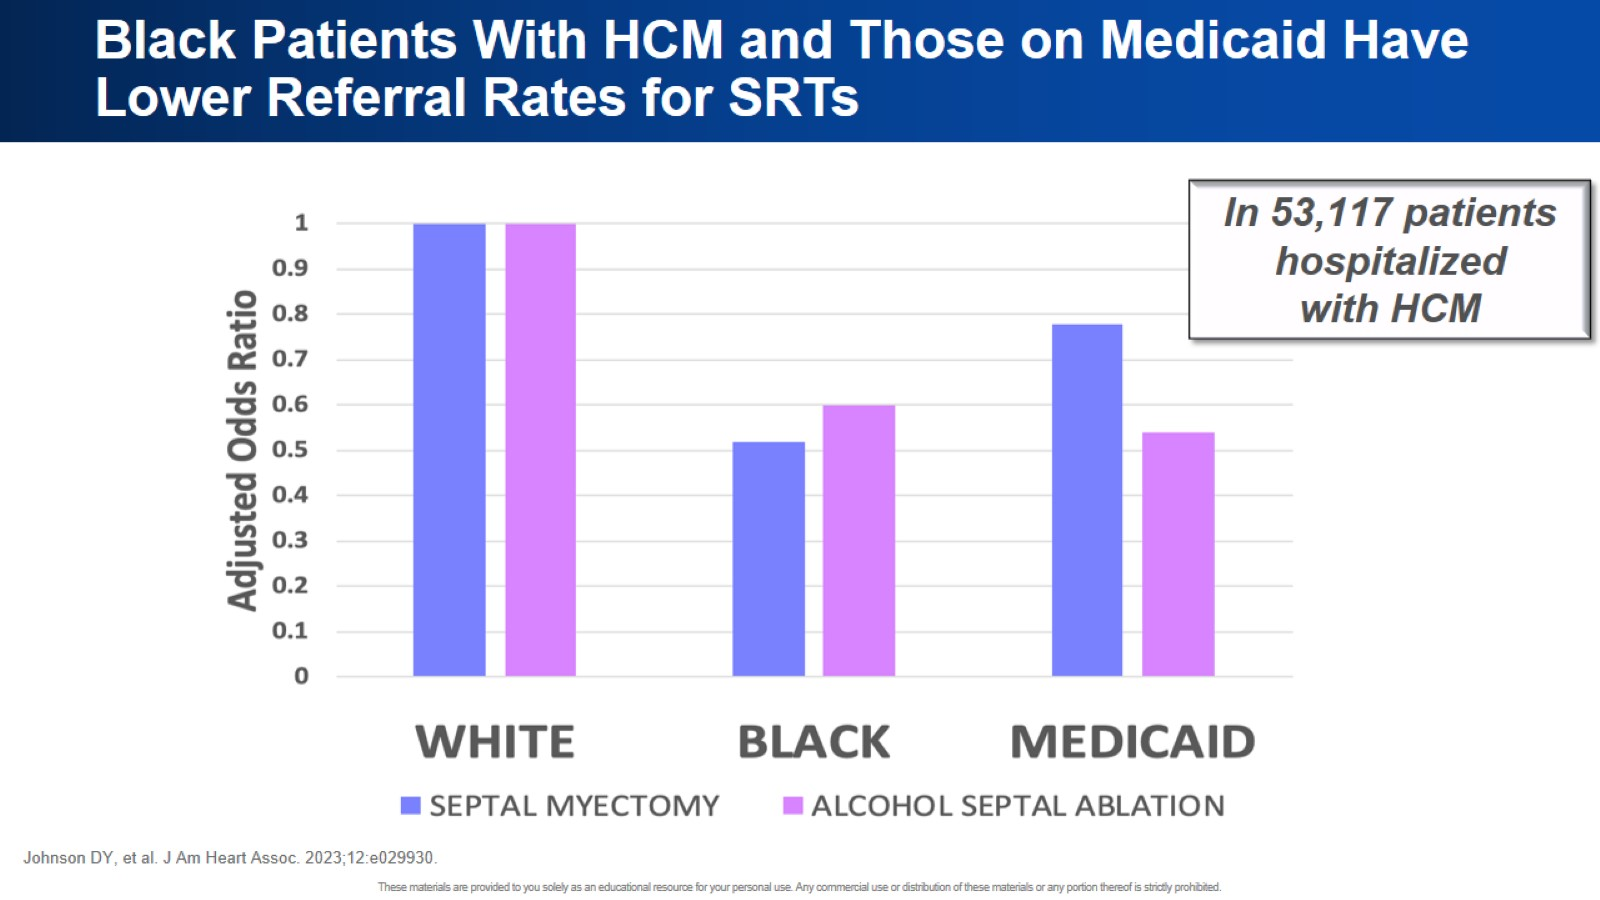 Black Patients With HCM and Those on Medicaid Have
Lower Referral Rates for SRTs
In 53,117 patients
hospitalized
with HCM
Adjusted Odds Ratio
1
0.9
0.8
0.7
0.6
0.5
0.4
0.3
0.2
0.1
0
WHITE BLACK MEDICAID
SEPTAL MYECTOMY ALCOHOL SEPTAL ABLATION
Johnson DY, et al. J Am Heart Assoc. 2023;12:e029930.
These materials are provided to you solely as an educational resource for your personal use. Any commercial use or distribution of these materials or any portion thereof is strictly prohibited.